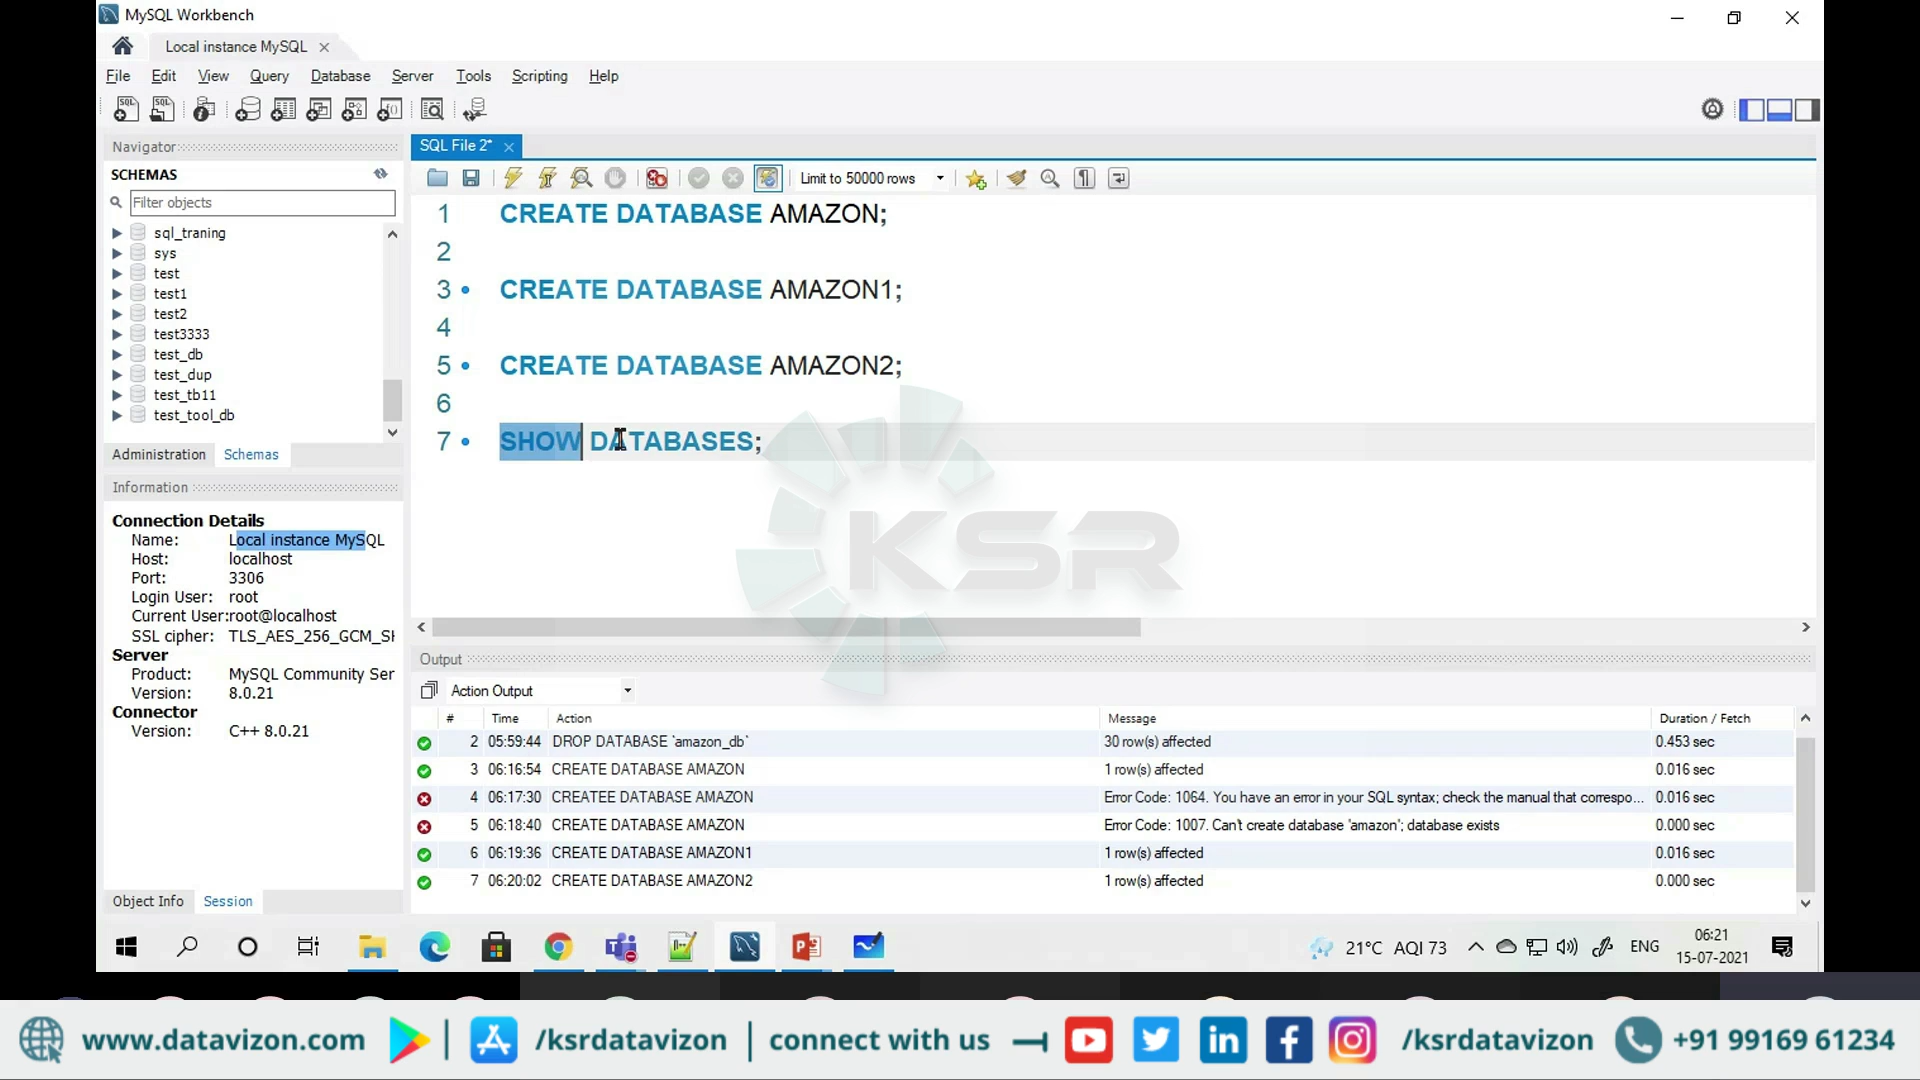 MySQL Workbench
Local instance MySQL
File Edit View Query Database Server Tools Scripting Help
Navigator
SCHEMAS
Filter objects
sql_traning
sys
test
test1
test2
test3333
test_db
test_dup
test_tb11
test_tool_db
Administration Schemas
Information
Connection Details
Name: Local instance MySQL
Host: localhost
Port: 3306
Login User: root
Current User: root@localhost
SSL cipher: TLS_AES_256_GCM_SH
Server
Product: MySQL Community Ser
Version: 8.0.21
Connector
Version: C++ 8.0.21
Object Info Session
SQL File 2*
Limit to 50000 rows
1 CREATE DATABASE AMAZON;
2
3 CREATE DATABASE AMAZON1;
4
5 CREATE DATABASE AMAZON2;
6
7 SHOW DATABASES;
KSR
Output
Action Output
# Time Action Message Duration / Fetch
2 05:59:44 DROP DATABASE `amazon_db` 30 row(s) affected 0.453 sec
3 06:16:54 CREATE DATABASE AMAZON 1 row(s) affected 0.016 sec
4 06:17:30 CREATEE DATABASE AMAZON Error Code: 1064. You have an error in your SQL syntax; check the manual that correspo... 0.016 sec
5 06:18:40 CREATE DATABASE AMAZON Error Code: 1007. Can't create database 'amazon'; database exists 0.000 sec
6 06:19:36 CREATE DATABASE AMAZON1 1 row(s) affected 0.016 sec
7 06:20:02 CREATE DATABASE AMAZON2 1 row(s) affected 0.000 sec
21°C AQI 73 ENG
06:21
15-07-2021
www.datavizon.com | /ksrdatavizon | connect with us /ksrdatavizon +91 99169 61234